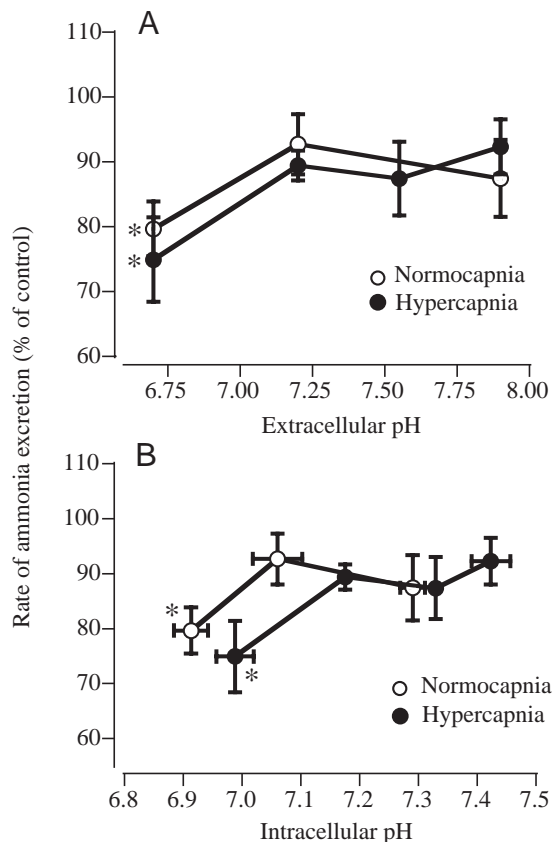 A
110
100
90
80
70
60
*
*
Normocapnia
Hypercapnia
6.75 7.00 7.25 7.50 7.75 8.00
Extracellular pH
Rate of ammonia excretion (% of control)
B
110
100
90
80
70
60
*
*
Normocapnia
Hypercapnia
6.8 6.9 7.0 7.1 7.2 7.3 7.4 7.5
Intracellular pH